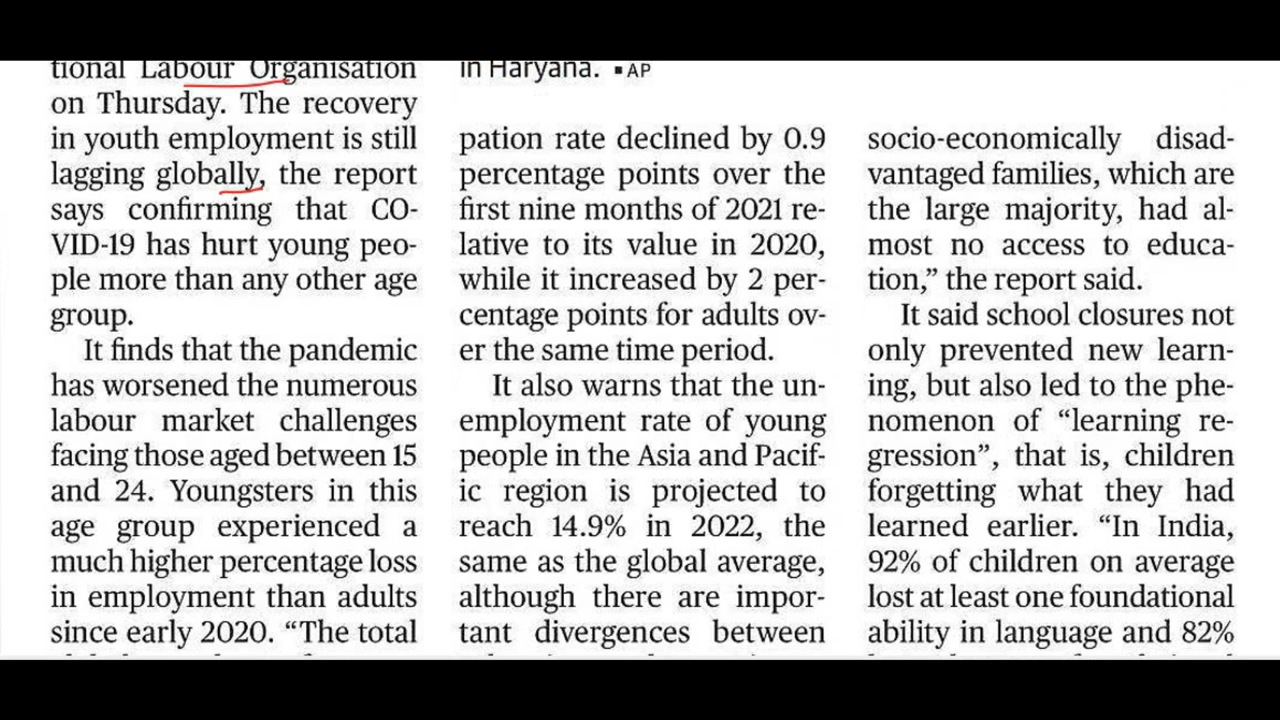 tional Labour Organisation
on Thursday. The recovery
in youth employment is still
lagging globally, the report
says confirming that CO-
VID-19 has hurt young peo-
ple more than any other age
group.
It finds that the pandemic
has worsened the numerous
labour market challenges
facing those aged between 15
and 24. Youngsters in this
age group experienced a
much higher percentage loss
in employment than adults
since early 2020. “The total
in Haryana. ▪ AP
pation rate declined by 0.9
percentage points over the
first nine months of 2021 re-
lative to its value in 2020,
while it increased by 2 per-
centage points for adults ov-
er the same time period.
It also warns that the un-
employment rate of young
people in the Asia and Pacif-
ic region is projected to
reach 14.9% in 2022, the
same as the global average,
although there are impor-
tant divergences between
socio-economically disad-
vantaged families, which are
the large majority, had al-
most no access to educa-
tion,” the report said.
It said school closures not
only prevented new learn-
ing, but also led to the phe-
nomenon of “learning re-
gression”, that is, children
forgetting what they had
learned earlier. “In India,
92% of children on average
lost at least one foundational
ability in language and 82%